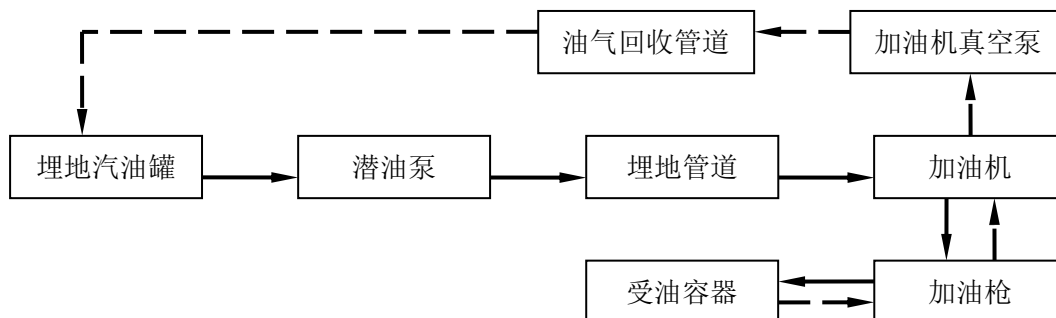 油气回收管道
加油机真空泵
埋地汽油罐
潜油泵
埋地管道
加油机
受油容器
加油枪